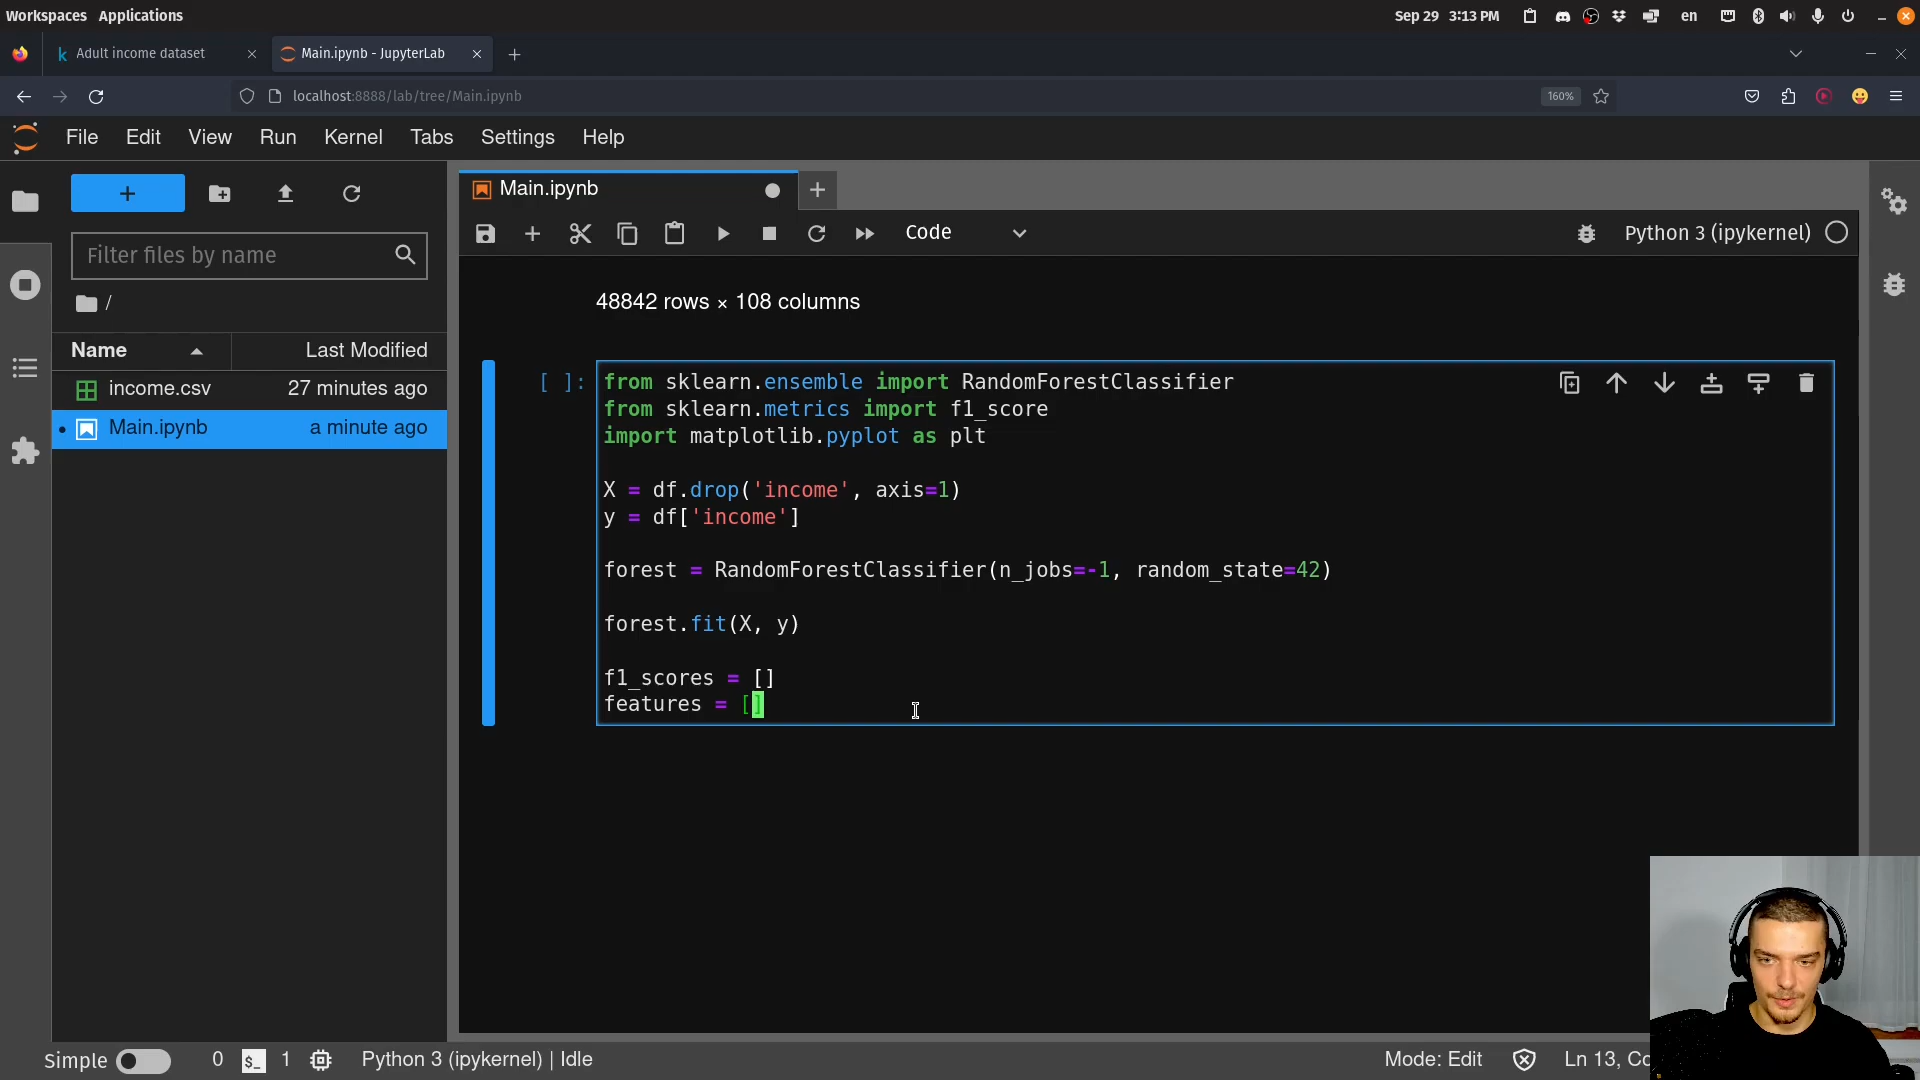 Workspaces Applications
Sep 29 3:13 PM
en
Adult income dataset
Main.ipynb - JupyterLab
localhost:8888/lab/tree/Main.ipynb
160%
File Edit View Run Kernel Tabs Settings Help
Filter files by name
/
Name Last Modified
income.csv 27 minutes ago
Main.ipynb a minute ago
Main.ipynb
Code
Python 3 (ipykernel)
48842 rows × 108 columns
[ ]:
from sklearn.ensemble import RandomForestClassifier
from sklearn.metrics import f1_score
import matplotlib.pyplot as plt
X = df.drop('income', axis=1)
y = df['income']
forest = RandomForestClassifier(n_jobs=-1, random_state=42)
forest.fit(X, y)
f1_scores = []
features = []
Simple 0 $_ 1 Python 3 (ipykernel) | Idle
Mode: Edit Ln 13,